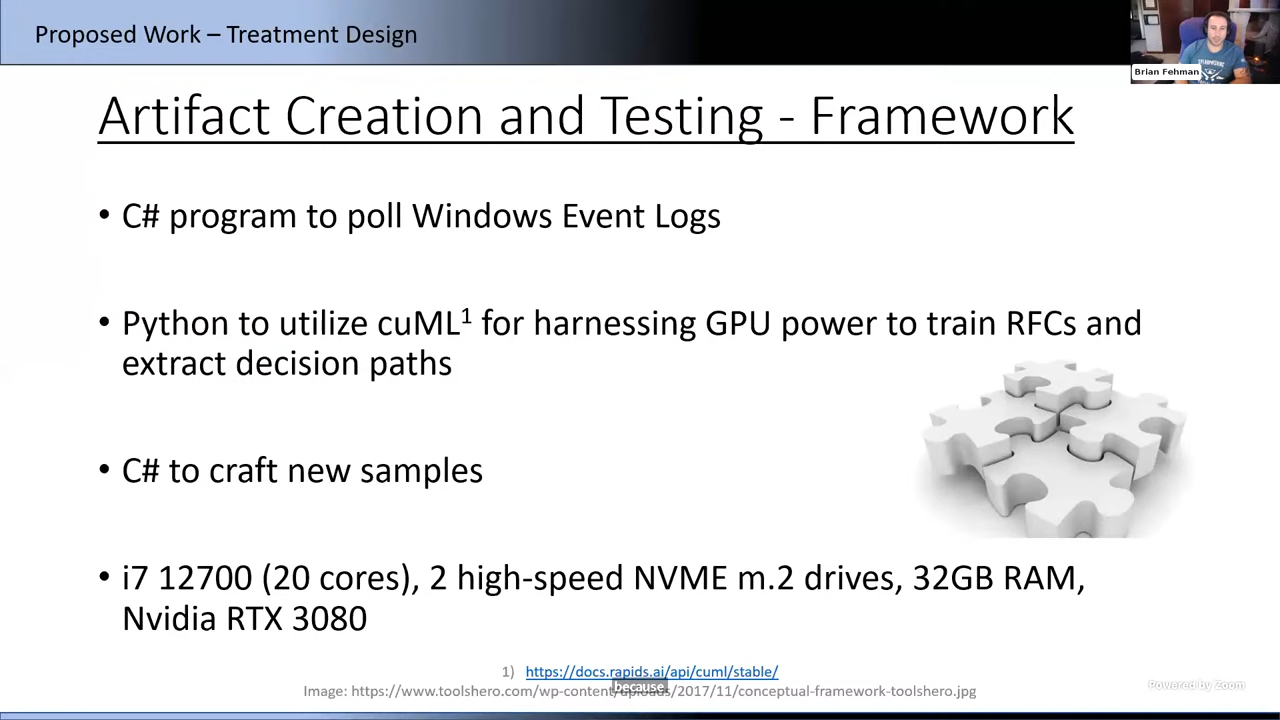 Proposed Work – Treatment Design
Brian Fehrman
Artifact Creation and Testing - Framework
• C# program to poll Windows Event Logs
• Python to utilize cuML¹ for harnessing GPU power to train RFCs and
extract decision paths
• C# to craft new samples
• i7 12700 (20 cores), 2 high-speed NVME m.2 drives, 32GB RAM,
Nvidia RTX 3080
1) https://docs.rapids.ai/api/cuml/stable/
because
Image: https://www.toolshero.com/wp-content/uploads/2017/11/conceptual-framework-toolshero.jpg
Powered by Zoom